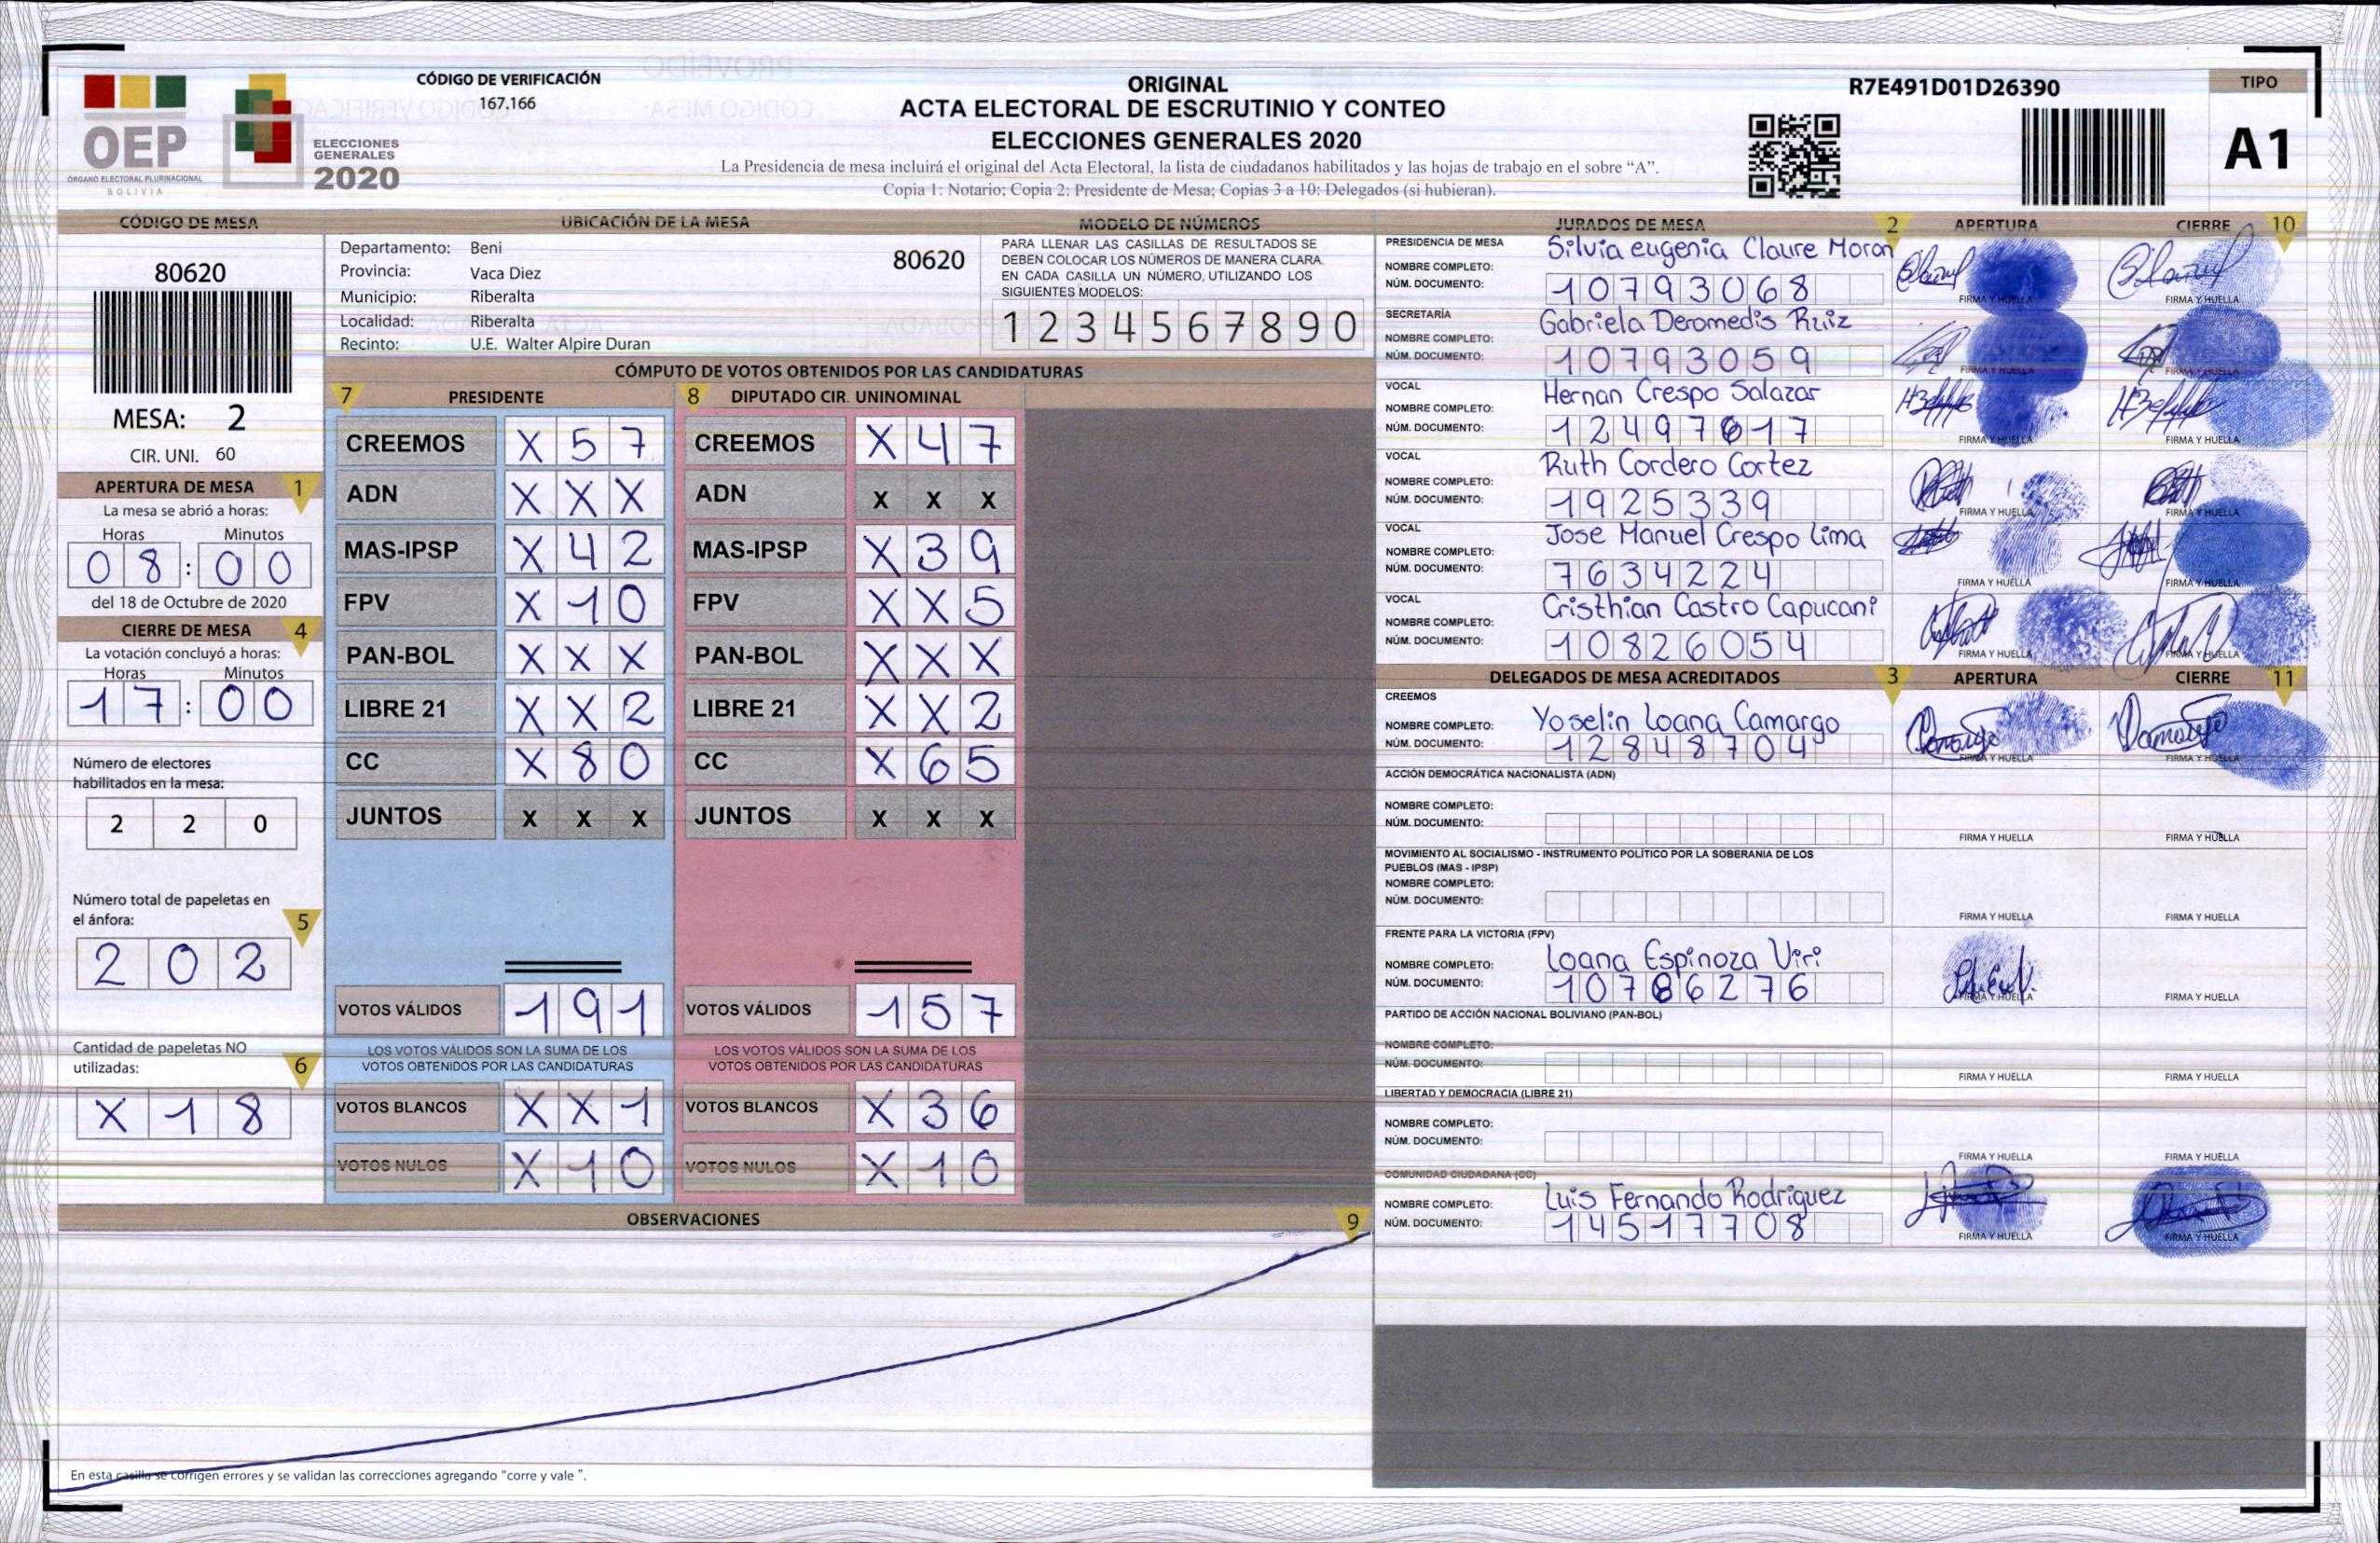 CÓDIGO DE VERIFICACIÓN
167.166
OEP
ÓRGANO ELECTORAL PLURINACIONAL
BOLIVIA
ELECCIONES
GENERALES
2020
ORIGINAL
ACTA ELECTORAL DE ESCRUTINIO Y CONTEO
ELECCIONES GENERALES 2020
La Presidencia de mesa incluirá el original del Acta Electoral, la lista de ciudadanos habilitados y las hojas de trabajo en el sobre “A”.
Copia 1: Notario; Copia 2: Presidente de Mesa; Copias 3 a 10: Delegados (si hubieran).
R7E491D01D26390
TIPO
A1
CÓDIGO DE MESA
80620
MESA: 2
CIR. UNI. 60
APERTURA DE MESA 1
La mesa se abrió a horas:
Horas Minutos
08:00
del 18 de Octubre de 2020
CIERRE DE MESA 4
La votación concluyó a horas:
Horas Minutos
17:00
Número de electores
habilitados en la mesa:
2 2 0
Número total de papeletas en
el ánfora: 5
2 0 2
Cantidad de papeletas NO
utilizadas: 6
X 1 8
UBICACIÓN DE LA MESA
Departamento: Beni
80620
Provincia: Vaca Diez
Municipio: Riberalta
Localidad: Riberalta
Recinto: U.E. Walter Alpire Duran
MODELO DE NÚMEROS
PARA LLENAR LAS CASILLAS DE RESULTADOS SE
DEBEN COLOCAR LOS NÚMEROS DE MANERA CLARA.
EN CADA CASILLA UN NÚMERO, UTILIZANDO LOS
SIGUIENTES MODELOS:
1 2 3 4 5 6 7 8 9 0
CÓMPUTO DE VOTOS OBTENIDOS POR LAS CANDIDATURAS
7 PRESIDENTE
CREEMOS X 5 7
ADN X X X
MAS-IPSP X 4 2
FPV X 1 0
PAN-BOL X X X
LIBRE 21 X X 2
CC X 8 0
JUNTOS X X X
VOTOS VÁLIDOS 1 9 1
LOS VOTOS VÁLIDOS SON LA SUMA DE LOS
VOTOS OBTENIDOS POR LAS CANDIDATURAS
VOTOS BLANCOS X X 1
VOTOS NULOS X 1 0
8 DIPUTADO CIR. UNINOMINAL
CREEMOS X 4 7
ADN X X X
MAS-IPSP X 3 9
FPV X X 5
PAN-BOL X X X
LIBRE 21 X X 2
CC X 6 5
JUNTOS X X X
VOTOS VÁLIDOS 1 5 7
LOS VOTOS VÁLIDOS SON LA SUMA DE LOS
VOTOS OBTENIDOS POR LAS CANDIDATURAS
VOTOS BLANCOS X 3 6
VOTOS NULOS X 1 0
OBSERVACIONES 9
En esta casilla se corrigen errores y se validan las correcciones agregando "corre y vale ".
JURADOS DE MESA 2 APERTURA CIERRE 10
PRESIDENCIA DE MESA
NOMBRE COMPLETO: Silvia eugenia Claure Moron
NÚM. DOCUMENTO: 10793068
FIRMA Y HUELLA FIRMA Y HUELLA
SECRETARÍA
NOMBRE COMPLETO: Gabriela Deromedis Ruiz
NÚM. DOCUMENTO: 10793059
FIRMA Y HUELLA FIRMA Y HUELLA
VOCAL
NOMBRE COMPLETO: Hernan Crespo Salazar
NÚM. DOCUMENTO: 12497617
FIRMA Y HUELLA FIRMA Y HUELLA
VOCAL
NOMBRE COMPLETO: Ruth Cordero Cortez
NÚM. DOCUMENTO: 1925339
FIRMA Y HUELLA FIRMA Y HUELLA
VOCAL
NOMBRE COMPLETO: Jose Manuel Crespo Lima
NÚM. DOCUMENTO: 7634224
FIRMA Y HUELLA FIRMA Y HUELLA
VOCAL
NOMBRE COMPLETO: Cristhian Castro Capucani
NÚM. DOCUMENTO: 10826054
FIRMA Y HUELLA FIRMA Y HUELLA
DELEGADOS DE MESA ACREDITADOS 3 APERTURA CIERRE 11
CREEMOS
NOMBRE COMPLETO: Yoselin Loana Camargo
NÚM. DOCUMENTO: 12848704
FIRMA Y HUELLA FIRMA Y HUELLA
ACCIÓN DEMOCRÁTICA NACIONALISTA (ADN)
NOMBRE COMPLETO:
NÚM. DOCUMENTO:
FIRMA Y HUELLA FIRMA Y HUELLA
MOVIMIENTO AL SOCIALISMO - INSTRUMENTO POLÍTICO POR LA SOBERANIA DE LOS
PUEBLOS (MAS - IPSP)
NOMBRE COMPLETO:
NÚM. DOCUMENTO:
FIRMA Y HUELLA FIRMA Y HUELLA
FRENTE PARA LA VICTORIA (FPV)
NOMBRE COMPLETO: Loana Espinoza Viri
NÚM. DOCUMENTO: 10786276
FIRMA Y HUELLA FIRMA Y HUELLA
PARTIDO DE ACCIÓN NACIONAL BOLIVIANO (PAN-BOL)
NOMBRE COMPLETO:
NÚM. DOCUMENTO:
FIRMA Y HUELLA FIRMA Y HUELLA
LIBERTAD Y DEMOCRACIA (LIBRE 21)
NOMBRE COMPLETO:
NÚM. DOCUMENTO:
FIRMA Y HUELLA FIRMA Y HUELLA
COMUNIDAD CIUDADANA (CC)
NOMBRE COMPLETO: Luis Fernando Rodriguez
NÚM. DOCUMENTO: 14517708
FIRMA Y HUELLA FIRMA Y HUELLA